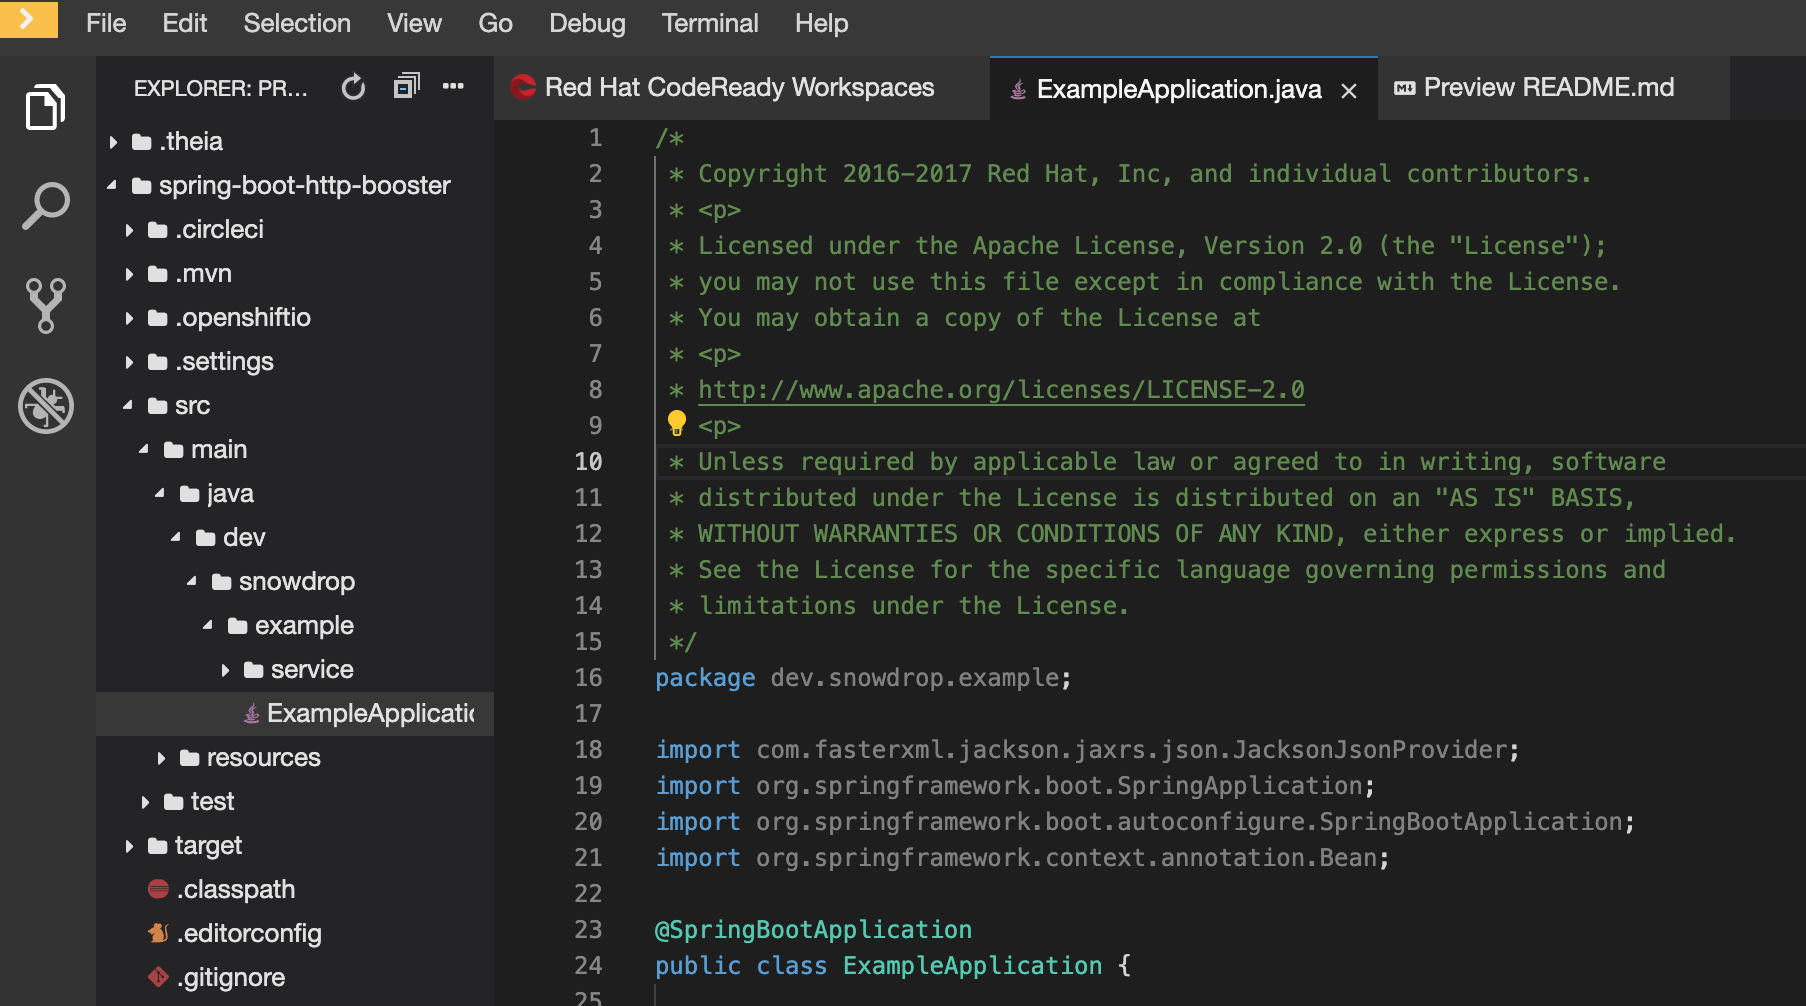 File Edit Selection View Go Debug Terminal Help
EXPLORER: PR...
Red Hat CodeReady Workspaces
ExampleApplication.java
Preview README.md
.theia
spring-boot-http-booster
.circleci
.mvn
.openshiftio
.settings
src
main
java
dev
snowdrop
example
service
ExampleApplicatic
resources
test
target
.classpath
.editorconfig
.gitignore
1 /*
2 * Copyright 2016-2017 Red Hat, Inc, and individual contributors.
3 * <p>
4 * Licensed under the Apache License, Version 2.0 (the "License");
5 * you may not use this file except in compliance with the License.
6 * You may obtain a copy of the License at
7 * <p>
8 * http://www.apache.org/licenses/LICENSE-2.0
9 <p>
10 * Unless required by applicable law or agreed to in writing, software
11 * distributed under the License is distributed on an "AS IS" BASIS,
12 * WITHOUT WARRANTIES OR CONDITIONS OF ANY KIND, either express or implied.
13 * See the License for the specific language governing permissions and
14 * limitations under the License.
15 */
16 package dev.snowdrop.example;
17
18 import com.fasterxml.jackson.jaxrs.json.JacksonJsonProvider;
19 import org.springframework.boot.SpringApplication;
20 import org.springframework.boot.autoconfigure.SpringBootApplication;
21 import org.springframework.context.annotation.Bean;
22
23 @SpringBootApplication
24 public class ExampleApplication {
25